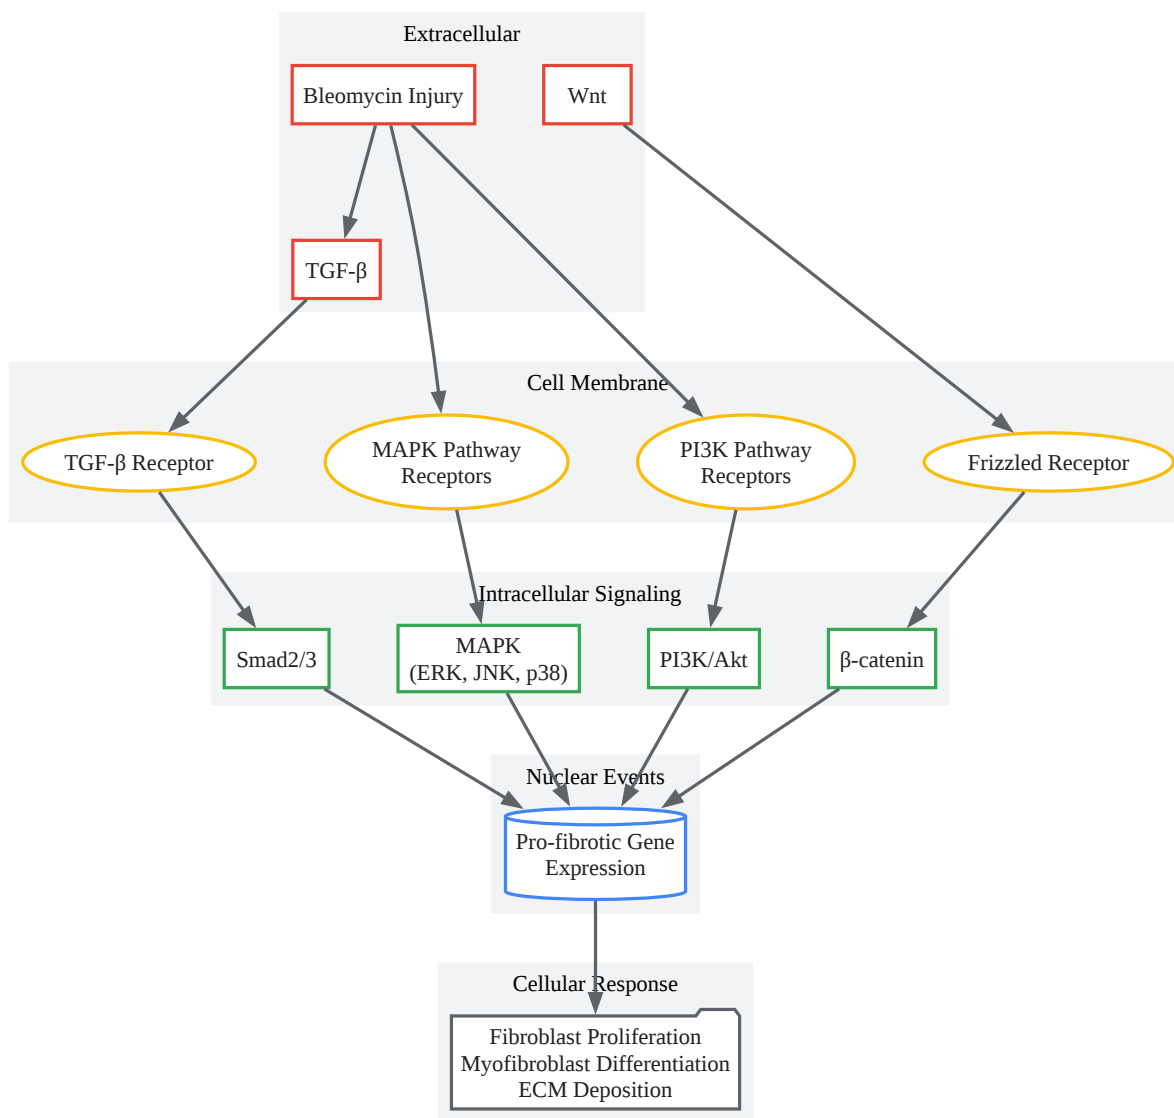 Extracellular
Bleomycin Injury
Wnt
TGF-β
Cell Membrane
TGF-β Receptor
MAPK Pathway
Receptors
PI3K Pathway
Receptors
Frizzled Receptor
Intracellular Signaling
Smad2/3
MAPK
(ERK, JNK, p38)
PI3K/Akt
β-catenin
Nuclear Events
Pro-fibrotic Gene
Expression
Cellular Response
Fibroblast Proliferation
Myofibroblast Differentiation
ECM Deposition